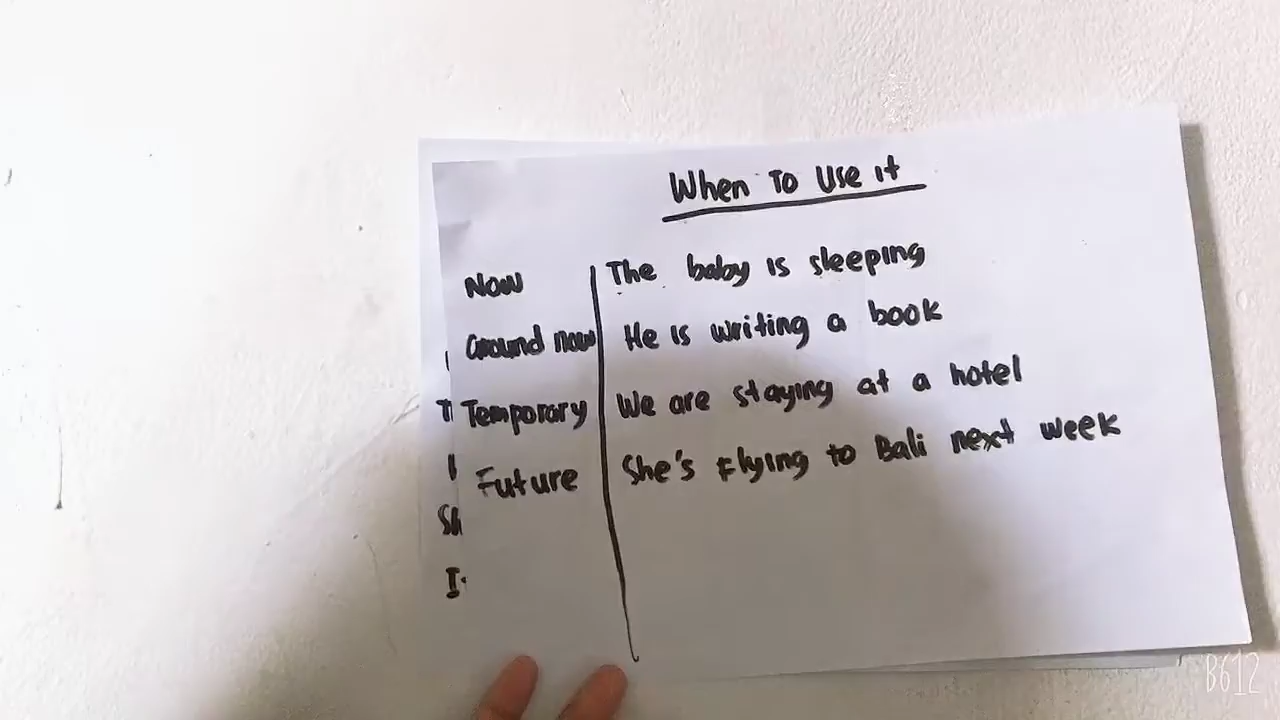 When To Use it
Now The baby is sleeping
around now He is writing a book
Temporary We are staying at a hotel
Future She's Flying to Bali next week
B612